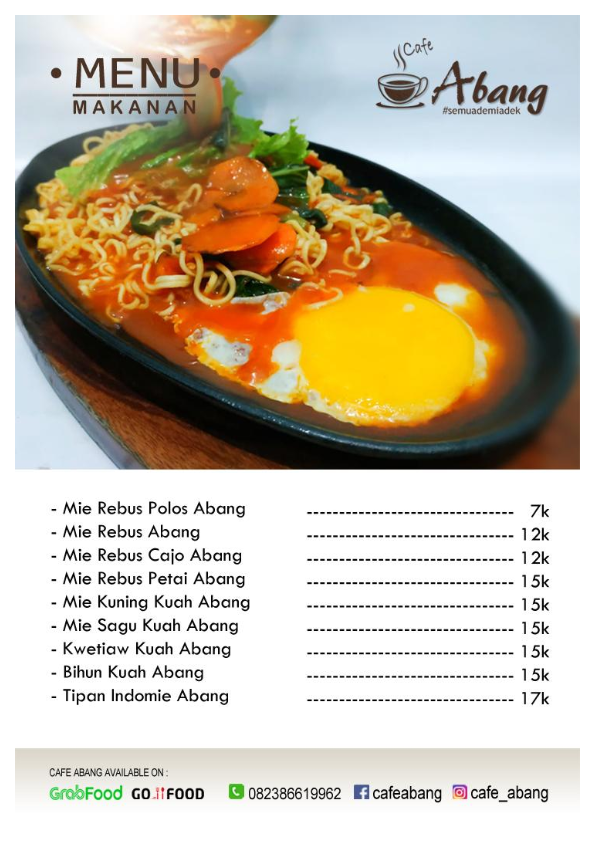 • MENU •
MAKANAN
Cafe
Abang
#semuademiadek
- Mie Rebus Polos Abang -------------------------------- 7k
- Mie Rebus Abang -------------------------------- 12k
- Mie Rebus Cajo Abang -------------------------------- 12k
- Mie Rebus Petai Abang -------------------------------- 15k
- Mie Kuning Kuah Abang -------------------------------- 15k
- Mie Sagu Kuah Abang -------------------------------- 15k
- Kwetiaw Kuah Abang -------------------------------- 15k
- Bihun Kuah Abang -------------------------------- 15k
- Tipan Indomie Abang -------------------------------- 17k
CAFE ABANG AVAILABLE ON :
GrabFood GO FOOD 082386619962 cafeabang cafe_abang